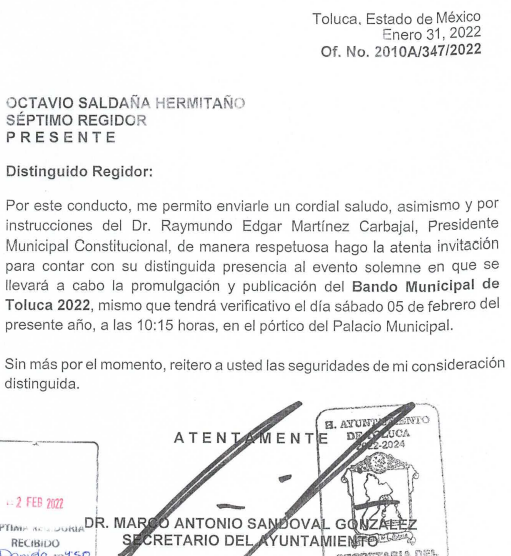 Toluca, Estado de México
Enero 31, 2022
Of. No. 2010A/347/2022
OCTAVIO SALDAÑA HERMITAÑO
SÉPTIMO REGIDOR
P R E S E N T E
Distinguido Regidor:
Por este conducto, me permito enviarle un cordial saludo, asimismo y por
instrucciones del Dr. Raymundo Edgar Martínez Carbajal, Presidente
Municipal Constitucional, de manera respetuosa hago la atenta invitación
para contar con su distinguida presencia al evento solemne en que se
llevará a cabo la promulgación y publicación del Bando Municipal de
Toluca 2022, mismo que tendrá verificativo el día sábado 05 de febrero del
presente año, a las 10:15 horas, en el pórtico del Palacio Municipal.
Sin más por el momento, reitero a usted las seguridades de mi consideración
distinguida.
A T E N T A M E N T E
H. AYUNTAMIENTO
DE TOLUCA
2022-2024
2 FEB 2022
DR. MARCO ANTONIO SANDOVAL GONZÁLEZ
SECRETARIO DEL AYUNTAMIENTO
RECIBIDO
SECRETARIA DEL